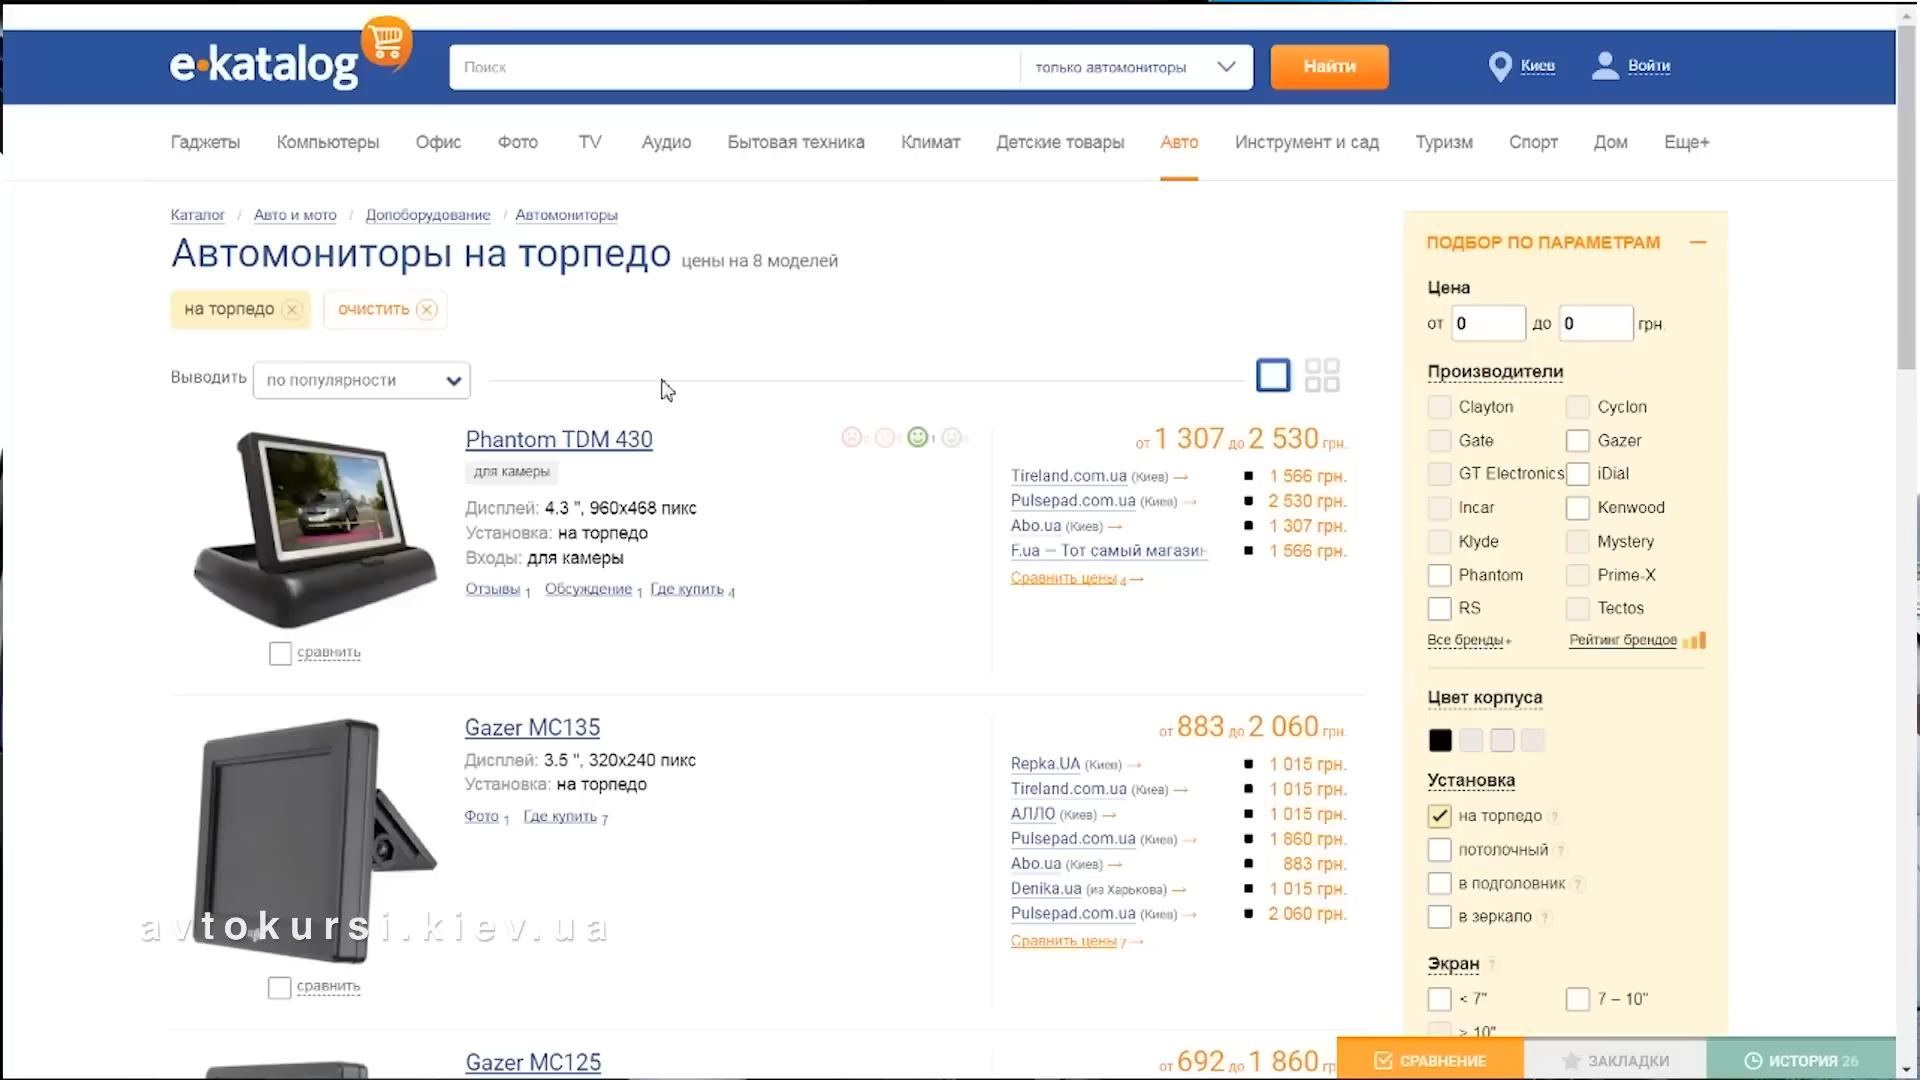 e·katalog
Поиск
только автомониторы
Найти
Киев
Войти
Гаджеты Компьютеры Офис Фото TV Аудио Бытовая техника Климат Детские товары Авто Инструмент и сад Туризм Спорт Дом Еще+
Каталог / Авто и мото / Допоборудование / Автомониторы
Автомониторы на торпедо цены на 8 моделей
на торпедо
очистить
Выводить по популярности
Phantom TDM 430
для камеры
Дисплей: 4.3 ", 960x468 пикс
Установка: на торпедо
Входы: для камеры
Отзывы 1 Обсуждение 1 Где купить 4
сравнить
от 1 307 до 2 530 грн.
Tireland.com.ua (Киев) → 1 566 грн.
Pulsepad.com.ua (Киев) → 2 530 грн.
Abo.ua (Киев) → 1 307 грн.
F.ua — Тот самый магазин 1 566 грн.
Сравнить цены 4 →
Gazer MC135
Дисплей: 3.5 ", 320x240 пикс
Установка: на торпедо
Фото 1 Где купить 7
сравнить
от 883 до 2 060 грн.
Repka.UA (Киев) → 1 015 грн.
Tireland.com.ua (Киев) → 1 015 грн.
АЛЛО (Киев) → 1 015 грн.
Pulsepad.com.ua (Киев) → 1 860 грн.
Abo.ua (Киев) → 883 грн.
Denika.ua (из Харькова) → 1 015 грн.
Pulsepad.com.ua (Киев) → 2 060 грн.
Сравнить цены 7 →
avtokursi.kiev.ua
Gazer MC125
от 692 до 1 860 гр
ПОДБОР ПО ПАРАМЕТРАМ
Цена
от 0 до 0 грн.
Производители
Clayton Cyclon
Gate Gazer
GT Electronics iDial
Incar Kenwood
Klyde Mystery
Phantom Prime-X
RS Tectos
Все бренды+ Рейтинг брендов
Цвет корпуса
Установка
на торпедо ?
потолочный ?
в подголовник ?
в зеркало ?
Экран ?
< 7" 7 – 10"
> 10"
СРАВНЕНИЕ
ЗАКЛАДКИ
ИСТОРИЯ 26